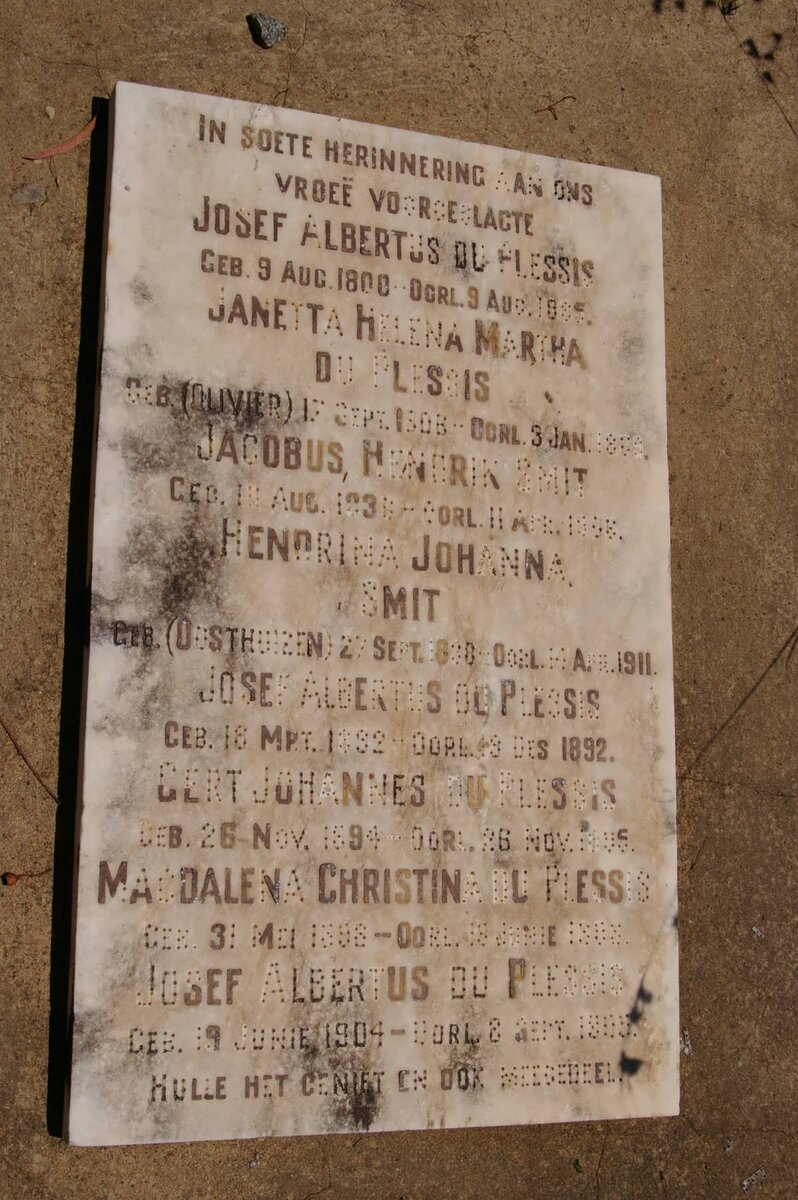 IN SOETE HERINNERING AAN ONS
VROEË VOORGESLAGTE
JOSEF ALBERTUS DU PLESSIS
GEB. 9 AUG. 1800 - OORL. 9 AUG.
JANETTA HELENA MARTHA
DU PLESSIS
GEB. (OLIVIER) SEPT. - OORL. 3 JAN.
JACOBUS, HENDRIK SMIT
GEB. AUG. - OORL. 11 APR.
HENDRINA JOHANNA,
SMIT
GEB. (OOSTHUIZEN) 27 SEPT. - OORL. APR. 1911.
JOSEF ALBERTUS DU PLESSIS
GEB. 18 MRT. - OORL. DES 1892.
GERT JOHANNES DU PLESSIS
GEB. 26 NOV. 1894 - OORL. 26 NOV.
MAGDALENA CHRISTINA DU PLESSIS
GEB. 31 MEI - OORL. JUNIE
JOSEF ALBERTUS DU PLESSIS
GEB. 19 JUNIE 1904 - OORL. SEPT.
HULLE HET GENIET EN OOK MEEGEDEEL.